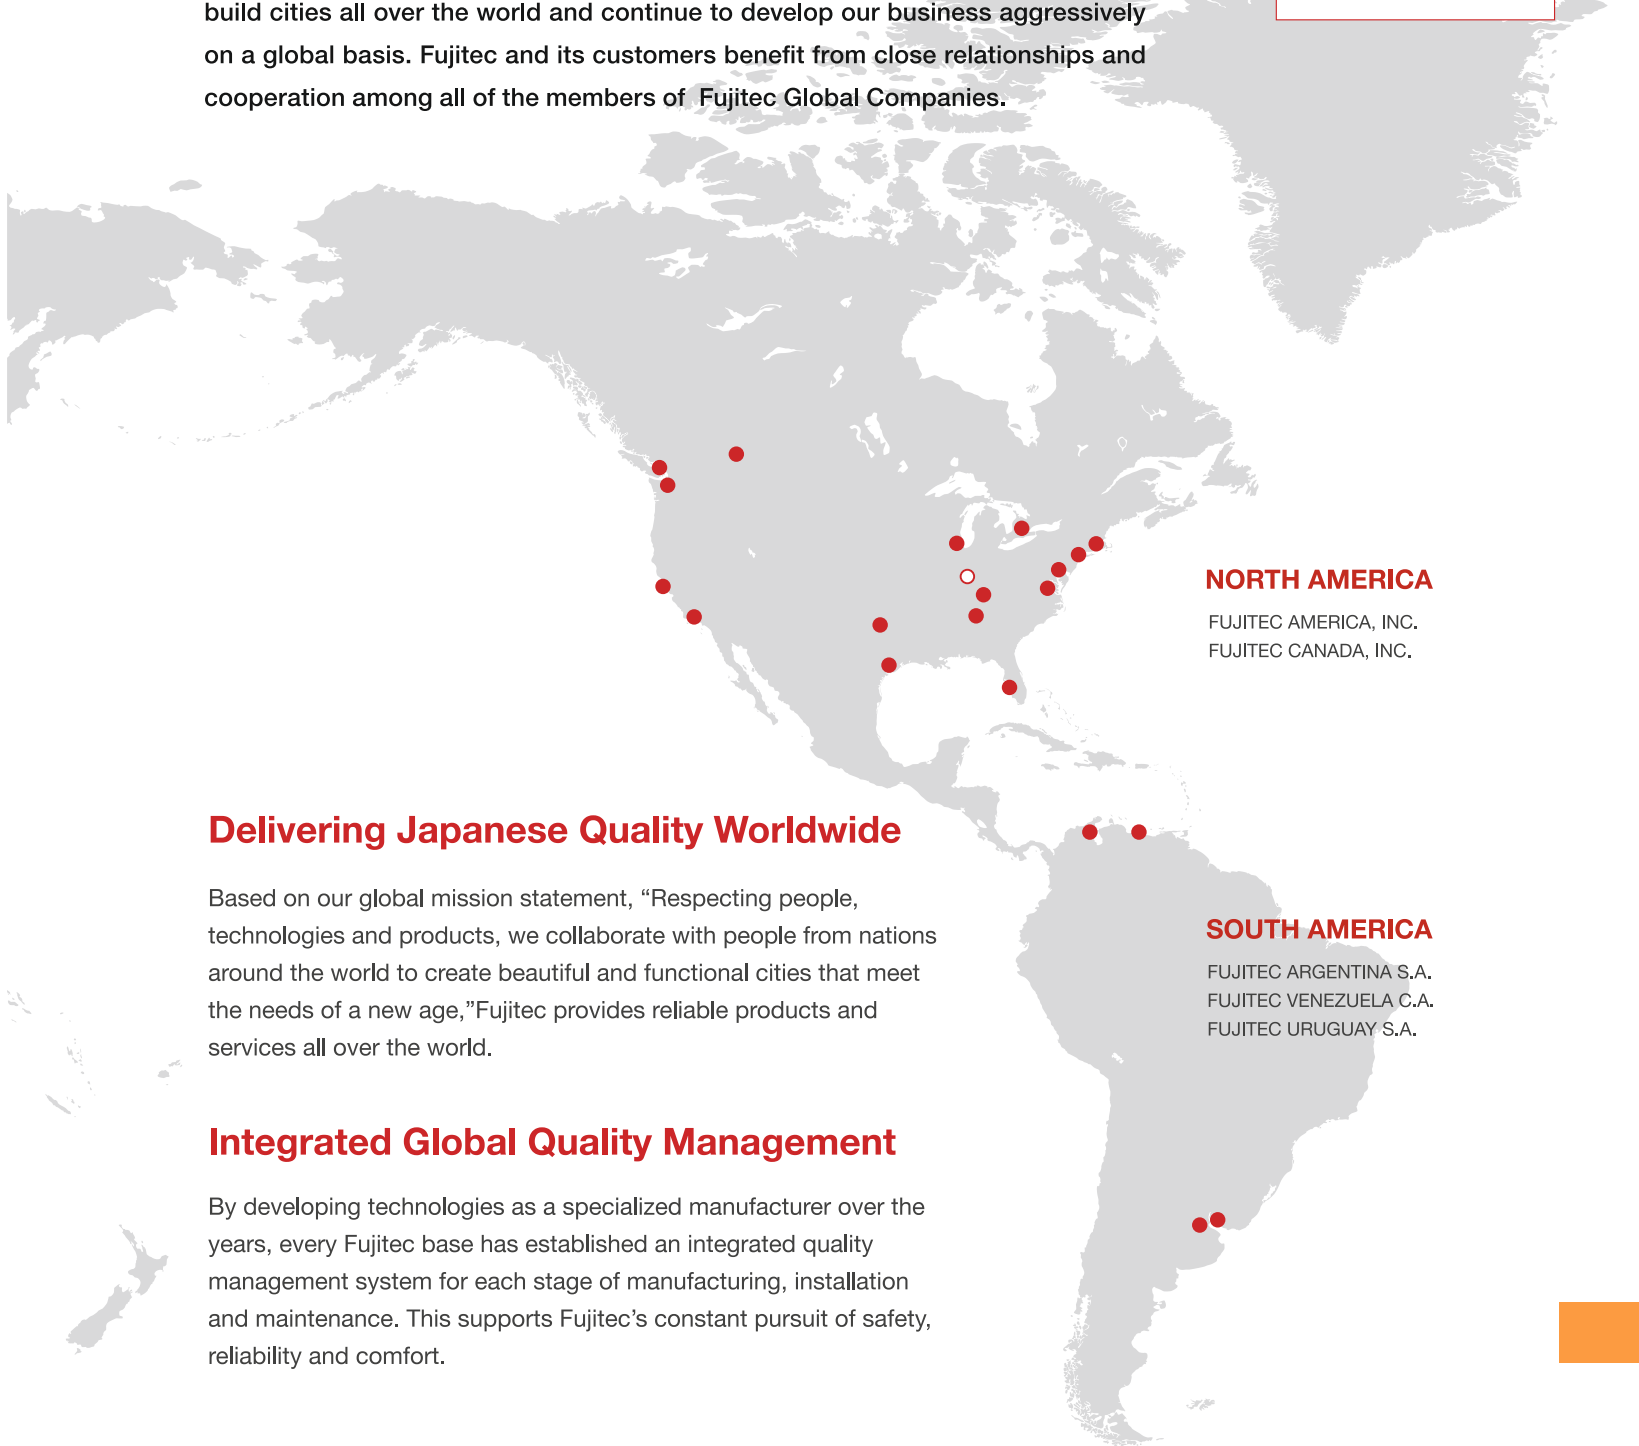 build cities all over the world and continue to develop our business aggressively
on a global basis. Fujitec and its customers benefit from close relationships and
cooperation among all of the members of Fujitec Global Companies.
NORTH AMERICA
FUJITEC AMERICA, INC.
FUJITEC CANADA, INC.
Delivering Japanese Quality Worldwide
Based on our global mission statement, “Respecting people,
technologies and products, we collaborate with people from nations
around the world to create beautiful and functional cities that meet
the needs of a new age,”Fujitec provides reliable products and
services all over the world.
SOUTH AMERICA
FUJITEC ARGENTINA S.A.
FUJITEC VENEZUELA C.A.
FUJITEC URUGUAY S.A.
Integrated Global Quality Management
By developing technologies as a specialized manufacturer over the
years, every Fujitec base has established an integrated quality
management system for each stage of manufacturing, installation
and maintenance. This supports Fujitec’s constant pursuit of safety,
reliability and comfort.